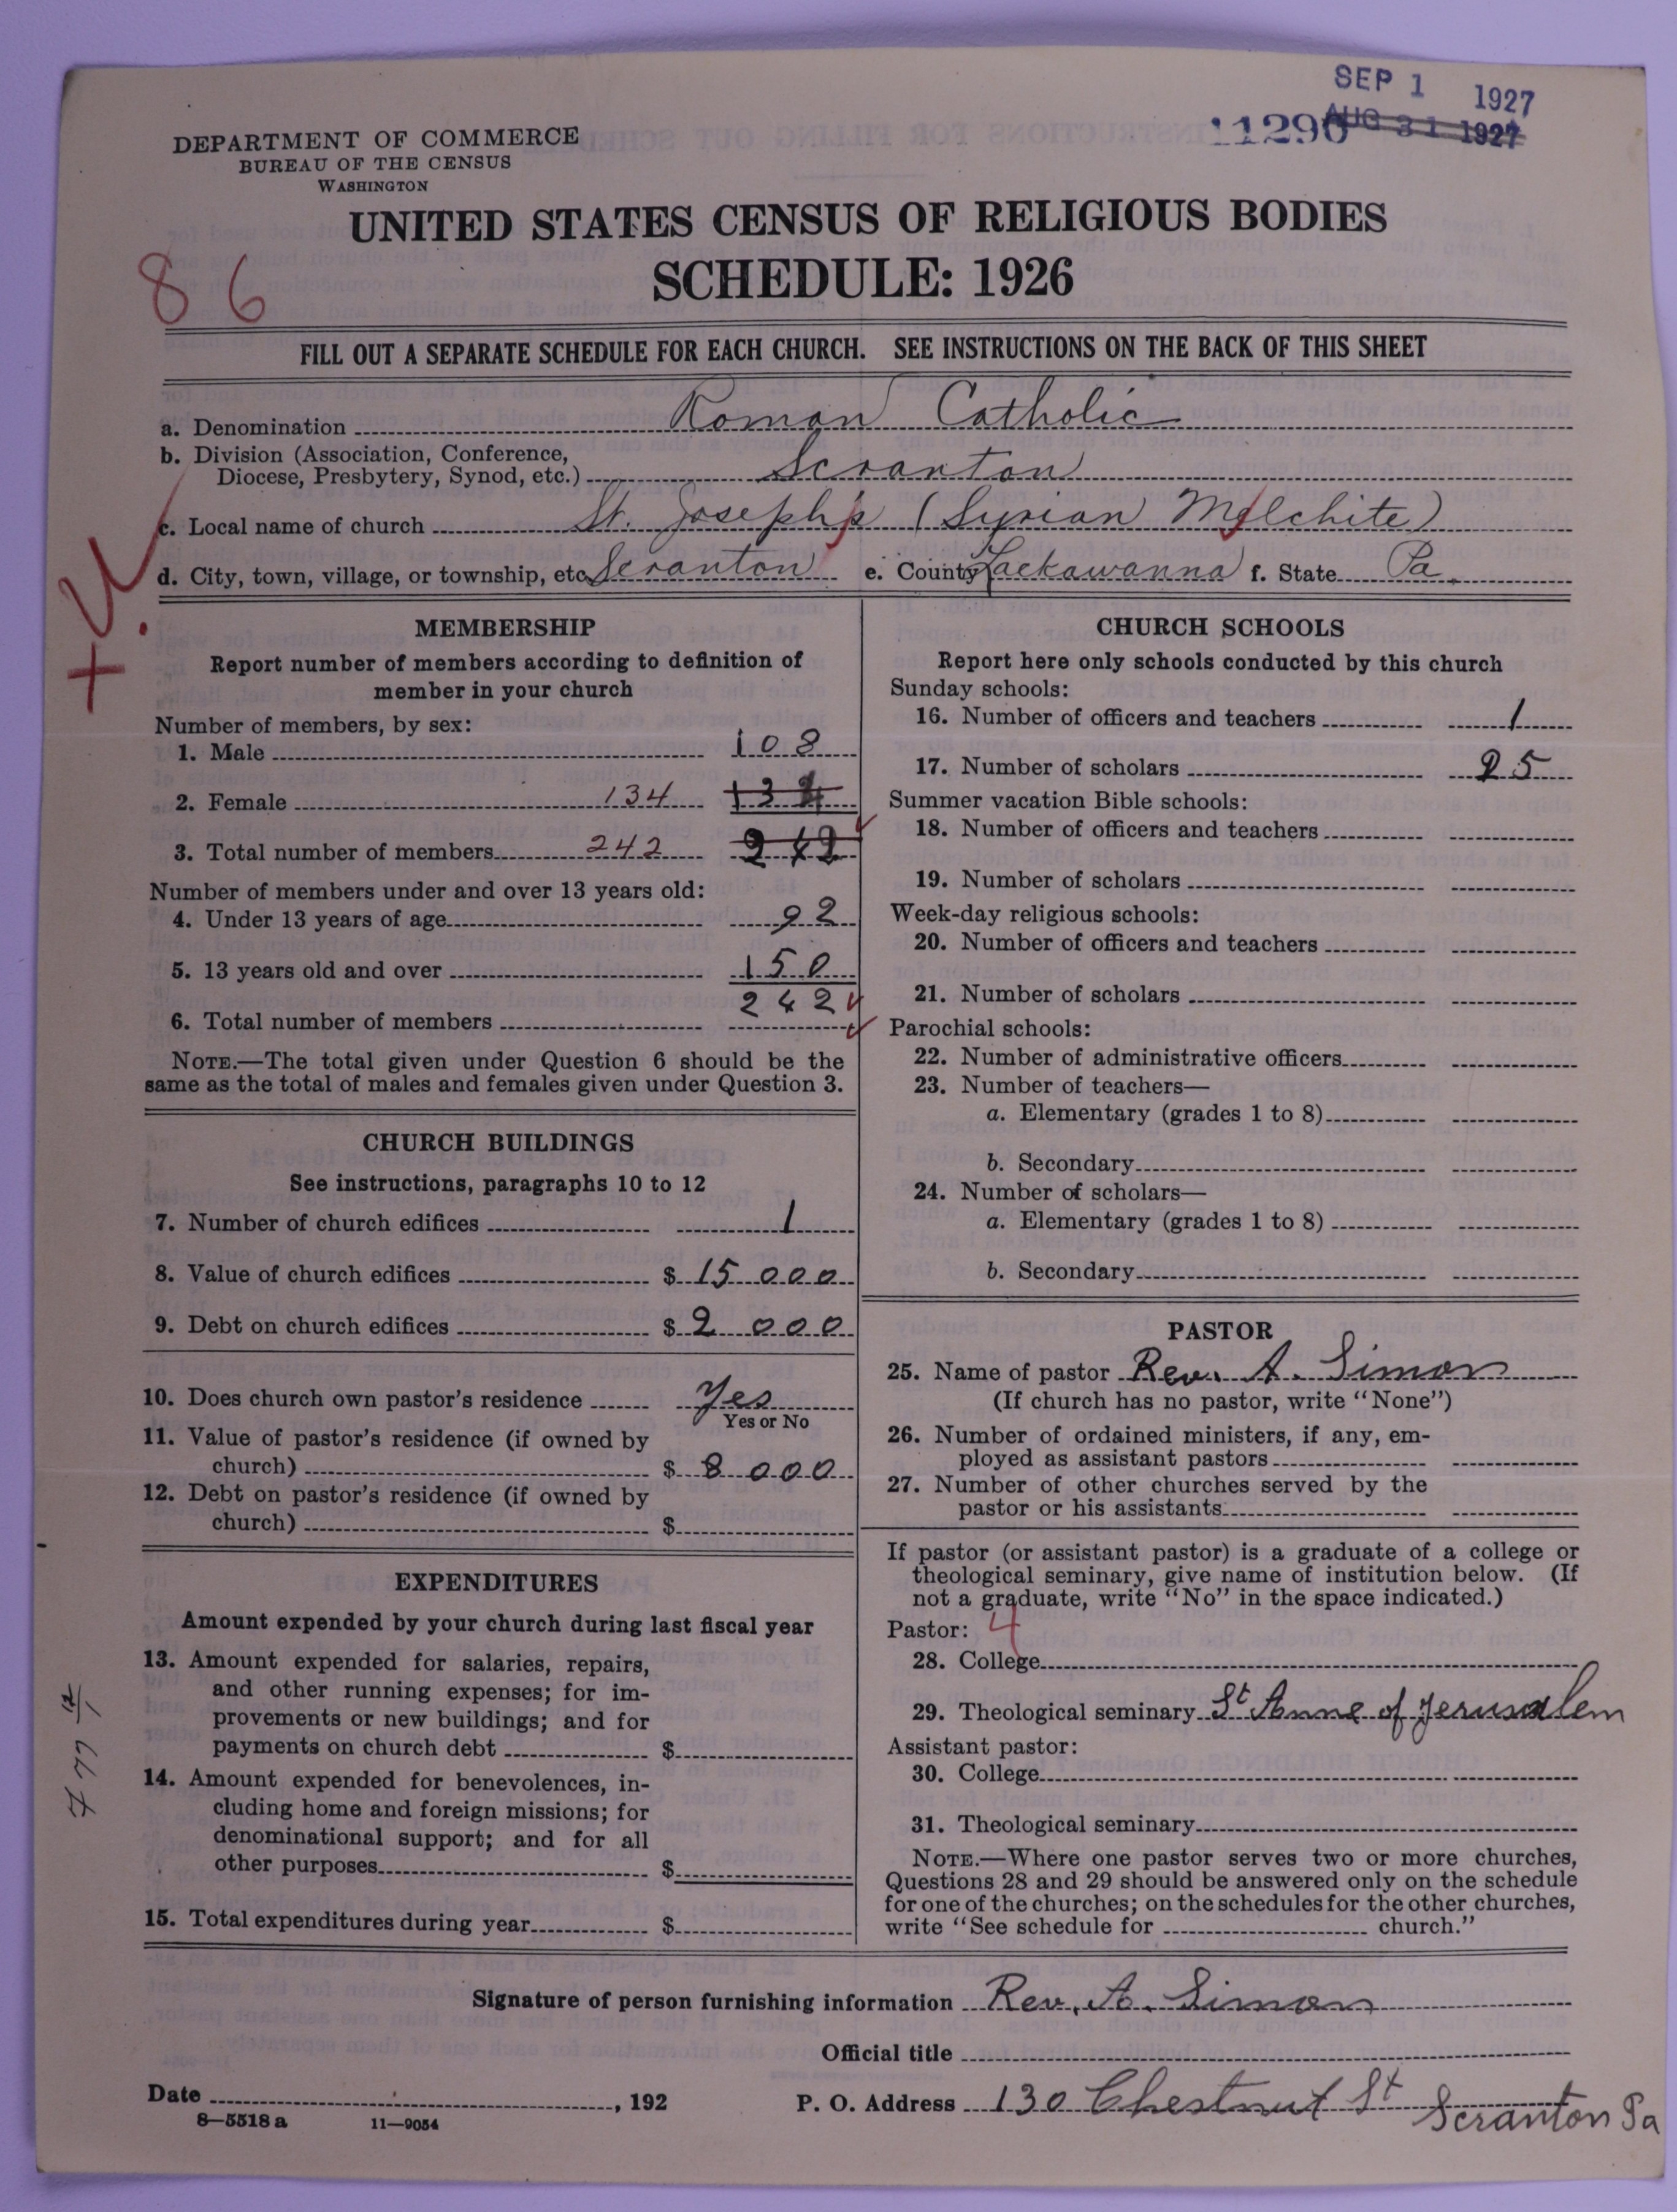 SEP 1 1927
11290 AUG 31 1927
DEPARTMENT OF COMMERCE
BUREAU OF THE CENSUS
WASHINGTON
UNITED STATES CENSUS OF RELIGIOUS BODIES
SCHEDULE: 1926
86
FILL OUT A SEPARATE SCHEDULE FOR EACH CHURCH. SEE INSTRUCTIONS ON THE BACK OF THIS SHEET
a. Denomination Roman Catholic
b. Division (Association, Conference,
Diocese, Presbytery, Synod, etc.) Scranton
c. Local name of church St. Joseph's (Syrian Melchite)
d. City, town, village, or township, etc. Scranton e. County Lackawanna f. State Pa.
MEMBERSHIP
Report number of members according to definition of
member in your church
Number of members, by sex:
1. Male 108
2. Female 134 134
3. Total number of members 242 242
Number of members under and over 13 years old:
4. Under 13 years of age 92
5. 13 years old and over 150
242
6. Total number of members
NOTE.—The total given under Question 6 should be the
same as the total of males and females given under Question 3.
CHURCH BUILDINGS
See instructions, paragraphs 10 to 12
7. Number of church edifices 1
8. Value of church edifices $ 15 000
9. Debt on church edifices $ 2 000
10. Does church own pastor's residence Yes
Yes or No
11. Value of pastor's residence (if owned by
church) $ 8 000
12. Debt on pastor's residence (if owned by
church) $
EXPENDITURES
Amount expended by your church during last fiscal year
13. Amount expended for salaries, repairs,
and other running expenses; for im-
provements or new buildings; and for
payments on church debt $
14. Amount expended for benevolences, in-
cluding home and foreign missions; for
denominational support; and for all
other purposes $
15. Total expenditures during year $
CHURCH SCHOOLS
Report here only schools conducted by this church
Sunday schools:
16. Number of officers and teachers 1
17. Number of scholars 25
Summer vacation Bible schools:
18. Number of officers and teachers
19. Number of scholars
Week-day religious schools:
20. Number of officers and teachers
21. Number of scholars
Parochial schools:
22. Number of administrative officers
23. Number of teachers—
a. Elementary (grades 1 to 8)
b. Secondary
24. Number of scholars—
a. Elementary (grades 1 to 8)
b. Secondary
PASTOR
25. Name of pastor Rev. A. Simon
(If church has no pastor, write "None")
26. Number of ordained ministers, if any, em-
ployed as assistant pastors
27. Number of other churches served by the
pastor or his assistants
If pastor (or assistant pastor) is a graduate of a college or
theological seminary, give name of institution below. (If
not a graduate, write "No" in the space indicated.)
Pastor: 4
28. College
29. Theological seminary St Anne of Jerusalem
Assistant pastor:
30. College
31. Theological seminary
NOTE.—Where one pastor serves two or more churches,
Questions 28 and 29 should be answered only on the schedule
for one of the churches; on the schedules for the other churches,
write "See schedule for church."
Signature of person furnishing information Rev. A. Simon
Official title
Date , 192
P. O. Address 130 Chestnut St Scranton Pa
8—5518 a 11—9054